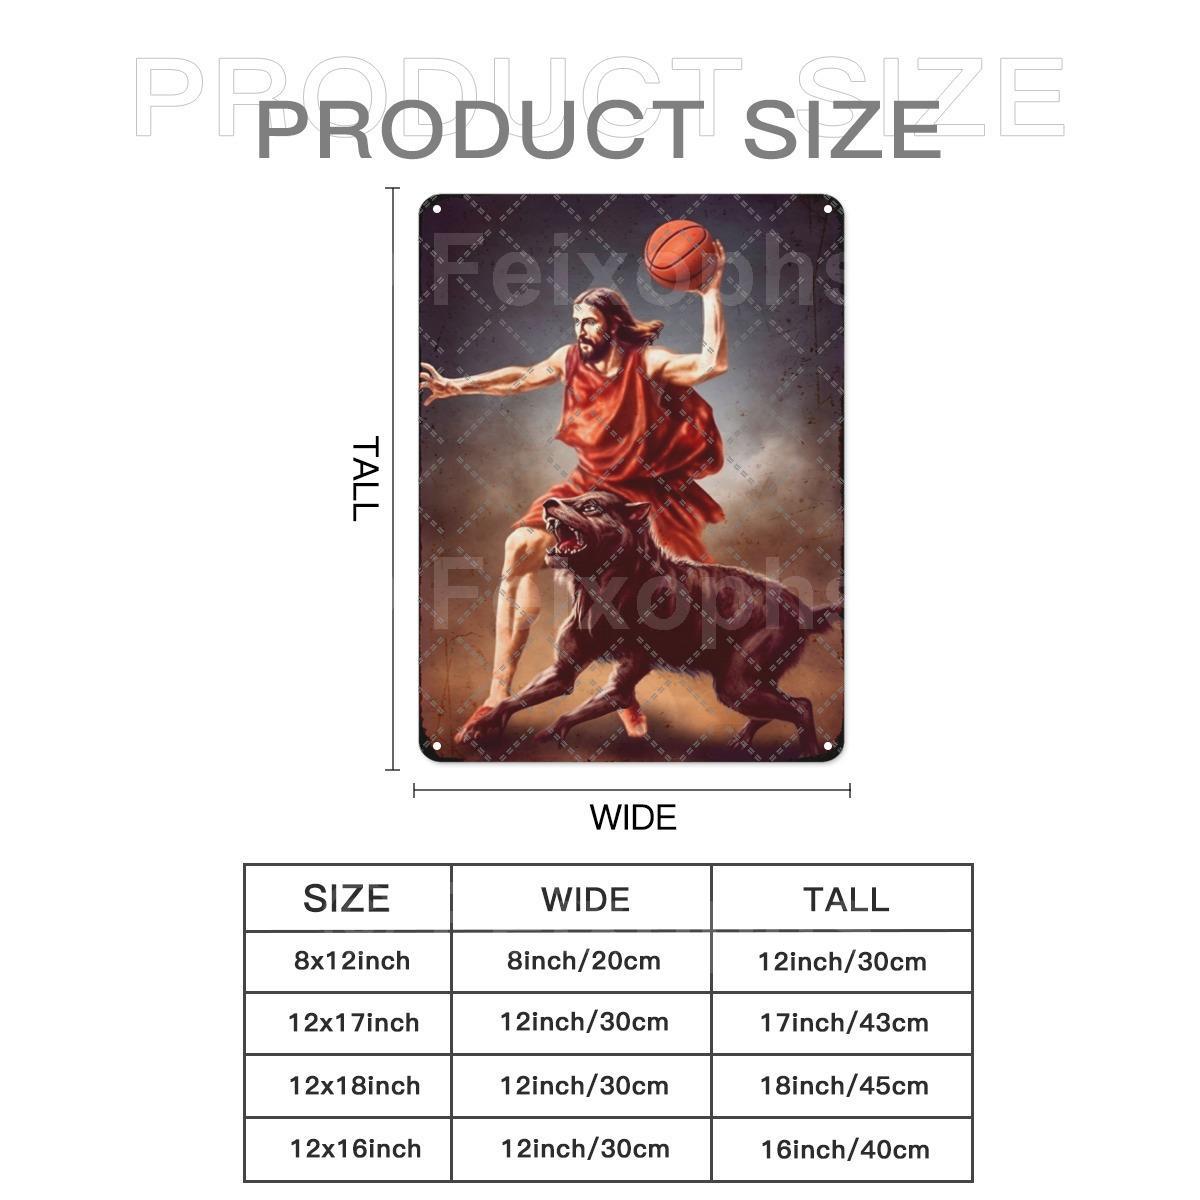 PRODUCT SIZE
PRODUCT SIZE
Feixophs
TALL
Feixophs
WIDE
SIZE WIDE TALL
8x12inch 8inch/20cm 12inch/30cm
12x17inch 12inch/30cm 17inch/43cm
12x18inch 12inch/30cm 18inch/45cm
12x16inch 12inch/30cm 16inch/40cm